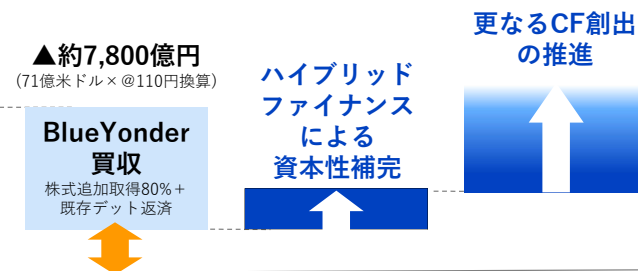 ▲約7,800億円
(71億米ドル×@110円換算)
BlueYonder
買収
株式追加取得80%＋
既存デット返済
ハイブリッド
ファイナンス
による
資本性補完
更なるCF創出
の推進